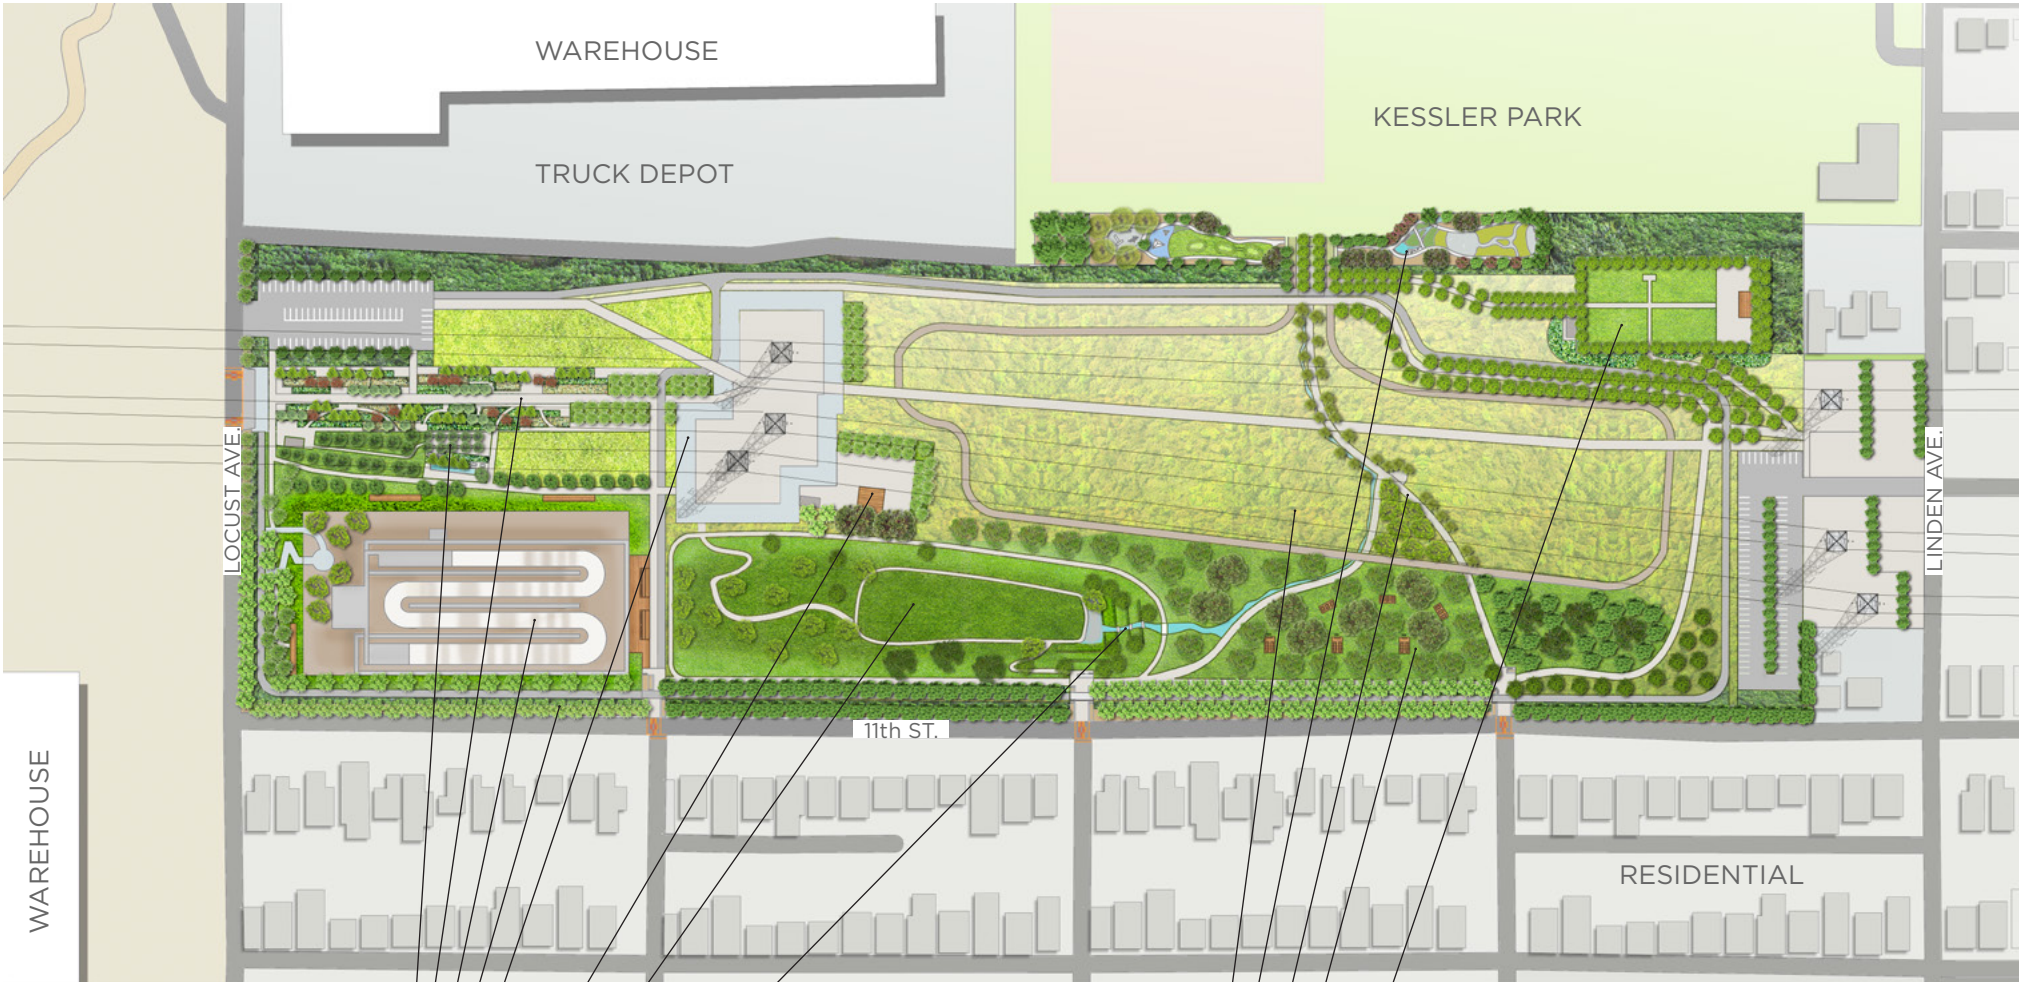 WAREHOUSE
KESSLER PARK
TRUCK DEPOT
LOCUST AVE.
LINDEN AVE.
11th ST.
WAREHOUSE
RESIDENTIAL